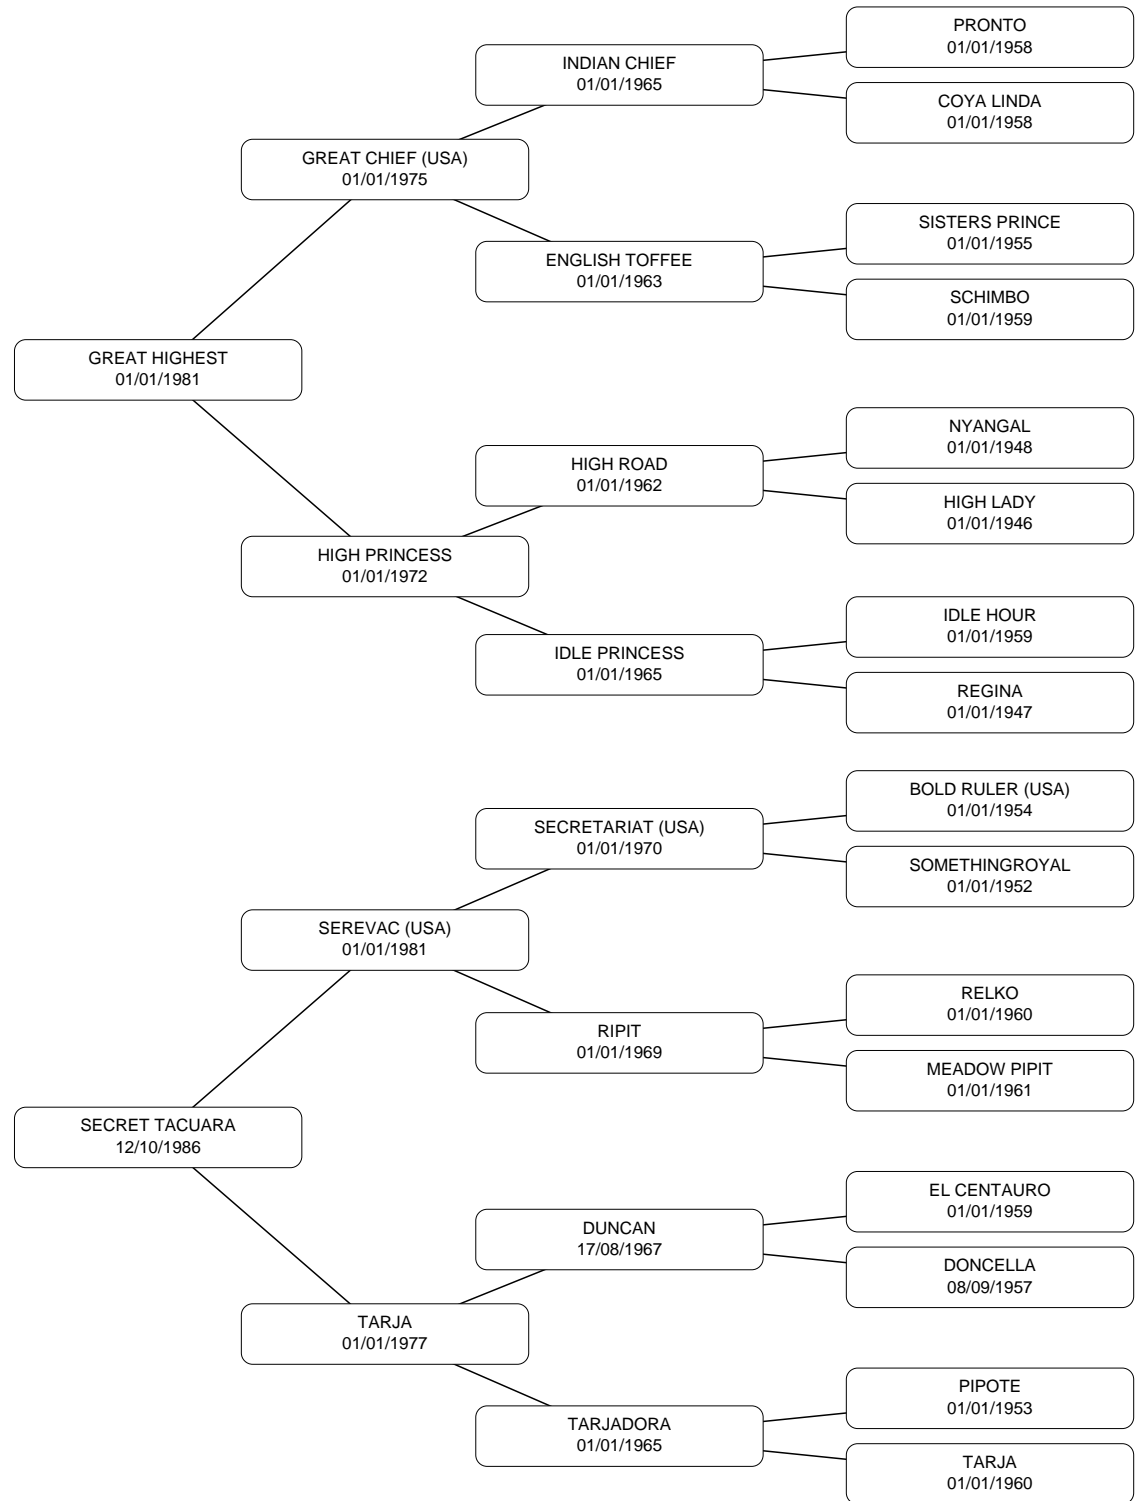 PRONTO
01/01/1958
INDIAN CHIEF
01/01/1965
COYA LINDA
01/01/1958
GREAT CHIEF (USA)
01/01/1975
SISTERS PRINCE
01/01/1955
ENGLISH TOFFEE
01/01/1963
SCHIMBO
01/01/1959
GREAT HIGHEST
01/01/1981
NYANGAL
01/01/1948
HIGH ROAD
01/01/1962
HIGH LADY
01/01/1946
HIGH PRINCESS
01/01/1972
IDLE HOUR
01/01/1959
IDLE PRINCESS
01/01/1965
REGINA
01/01/1947
BOLD RULER (USA)
01/01/1954
SECRETARIAT (USA)
01/01/1970
SOMETHINGROYAL
01/01/1952
SEREVAC (USA)
01/01/1981
RELKO
01/01/1960
RIPIT
01/01/1969
MEADOW PIPIT
01/01/1961
SECRET TACUARA
12/10/1986
EL CENTAURO
01/01/1959
DUNCAN
17/08/1967
DONCELLA
08/09/1957
TARJA
01/01/1977
PIPOTE
01/01/1953
TARJADORA
01/01/1965
TARJA
01/01/1960